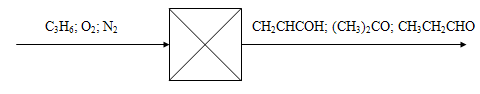 C₃H₆; O₂; N₂
CH₂CHCOH; (CH₃)₂CO; CH₃CH₂CHO